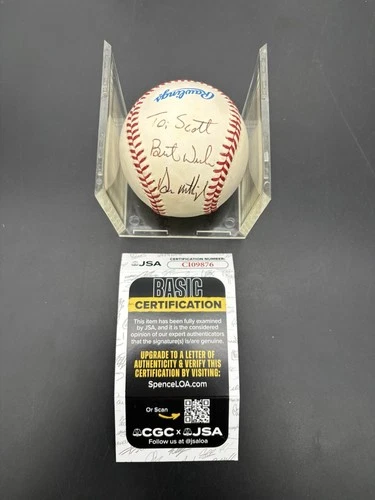 Rawlings
To: Scott
Best Wishes
JSA
CERTIFICATION NUMBER
CI09876
BASIC
CERTIFICATION
This item has been fully examined
by JSA, and it is the considered
opinion of our expert authenticators
that the signature(s) is/are genuine.
UPGRADE TO A LETTER OF
AUTHENTICITY & VERIFY THIS
CERTIFICATION BY VISITING:
SpenceLOA.com
Or Scan
CGC x JSA
Follow us at @jsaloa